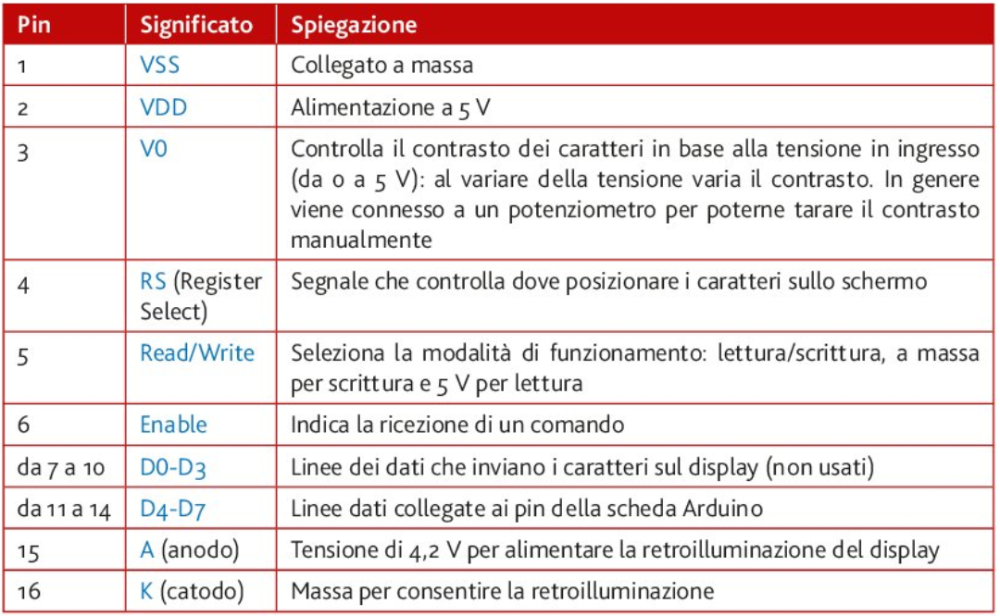 Pin Significato Spiegazione
1 VSS Collegato a massa
2 VDD Alimentazione a 5 V
3 V0 Controlla il contrasto dei caratteri in base alla tensione in ingresso
(da 0 a 5 V): al variare della tensione varia il contrasto. In genere
viene connesso a un potenziometro per poterne tarare il contrasto
manualmente
4 RS (Register Segnale che controlla dove posizionare i caratteri sullo schermo
Select)
5 Read/Write Seleziona la modalità di funzionamento: lettura/scrittura, a massa
per scrittura e 5 V per lettura
6 Enable Indica la ricezione di un comando
da 7 a 10 D0-D3 Linee dei dati che inviano i caratteri sul display (non usati)
da 11 a 14 D4-D7 Linee dati collegate ai pin della scheda Arduino
15 A (anodo) Tensione di 4,2 V per alimentare la retroilluminazione del display
16 K (catodo) Massa per consentire la retroilluminazione